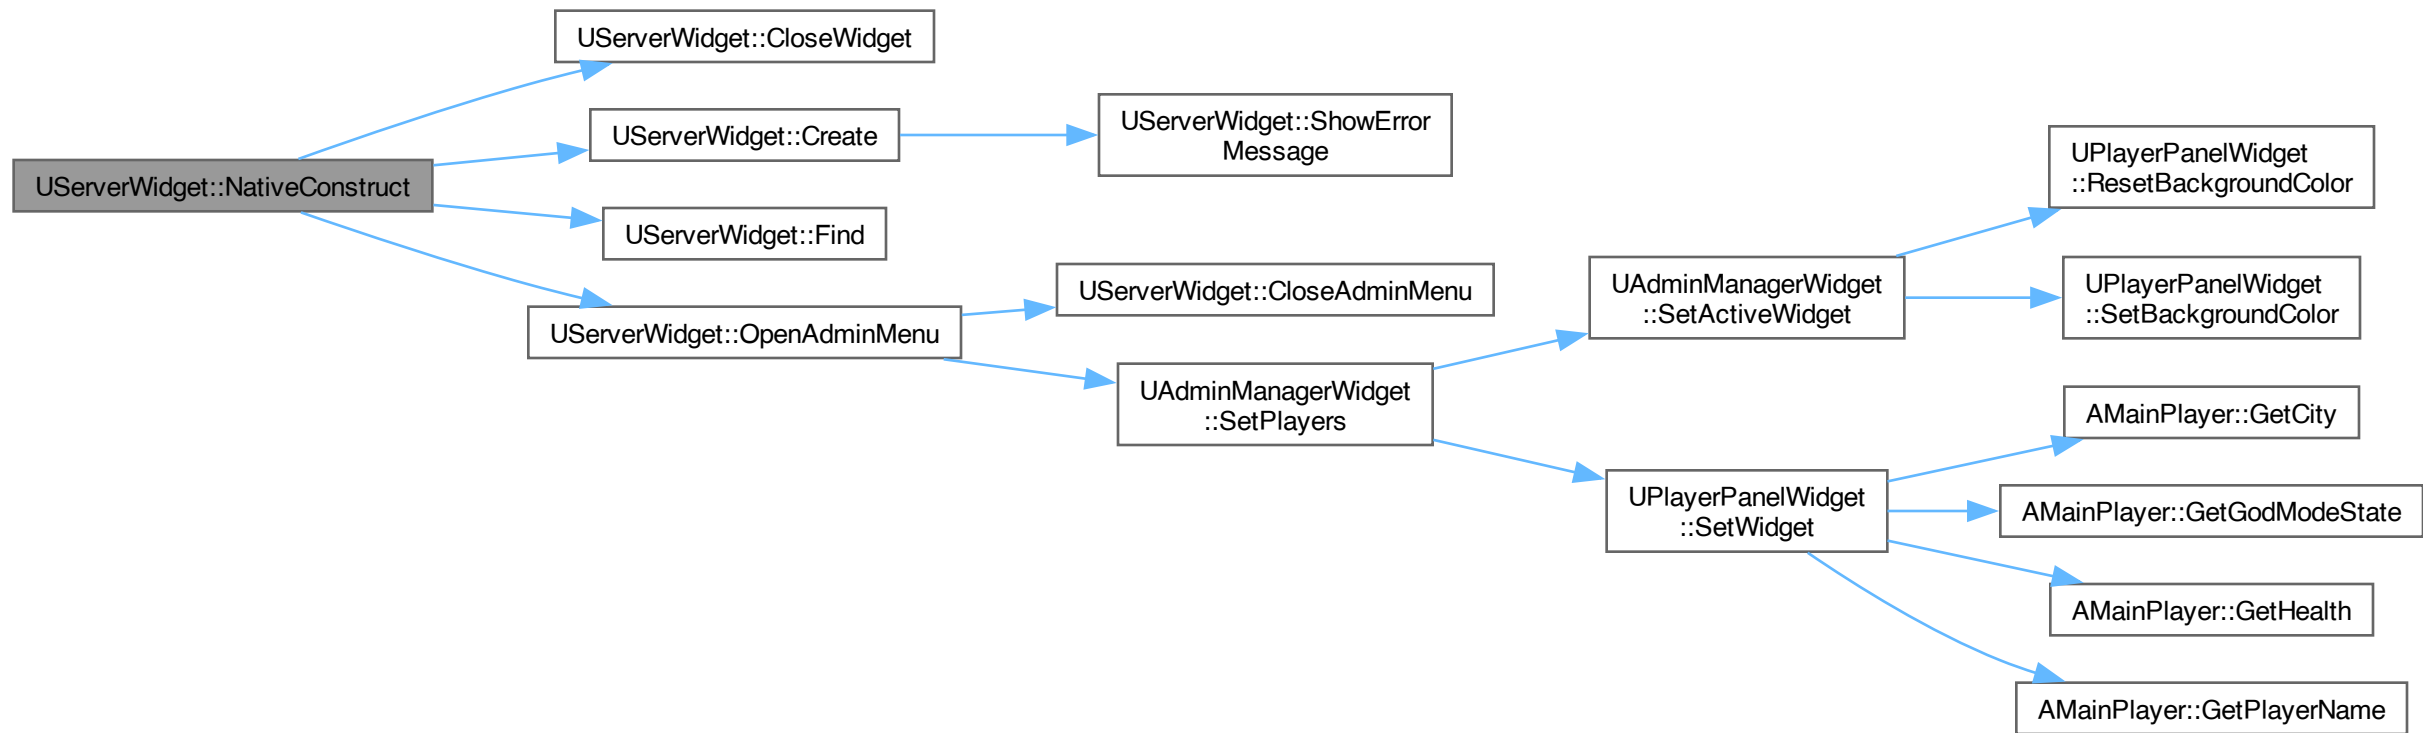 UServerWidget::NativeConstruct
UServerWidget::CloseWidget
UServerWidget::Create
UServerWidget::ShowError
Message
UServerWidget::Find
UServerWidget::OpenAdminMenu
UServerWidget::CloseAdminMenu
UAdminManagerWidget
::SetPlayers
UAdminManagerWidget
::SetActiveWidget
UPlayerPanelWidget
::ResetBackgroundColor
UPlayerPanelWidget
::SetBackgroundColor
UPlayerPanelWidget
::SetWidget
AMainPlayer::GetCity
AMainPlayer::GetGodModeState
AMainPlayer::GetHealth
AMainPlayer::GetPlayerName